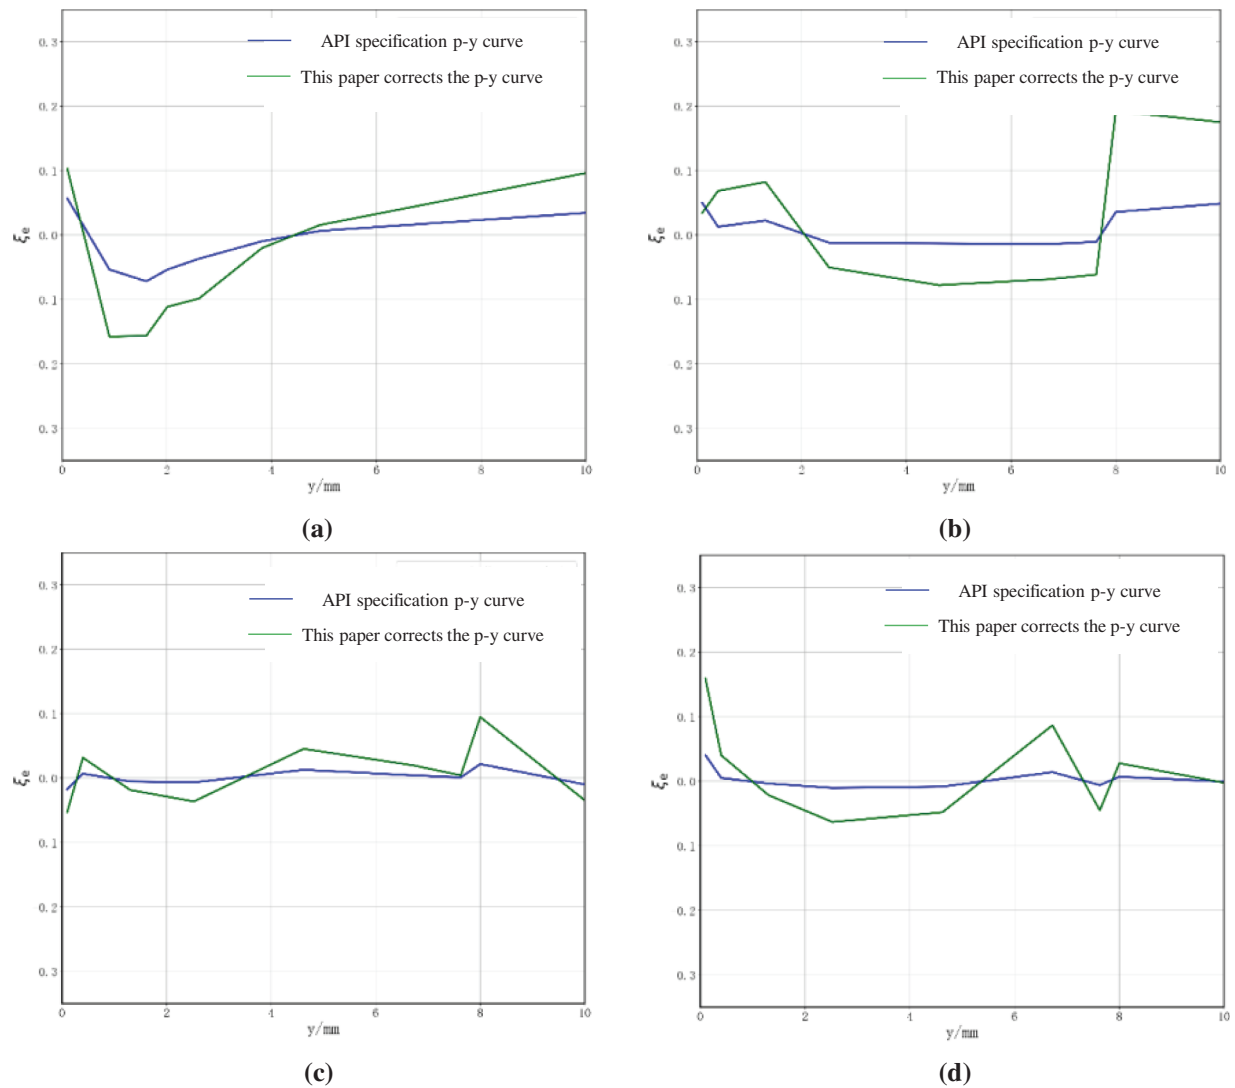 0.3
API specification p-y curve
This paper corrects the p-y curve
0.2
0.1
0.0
ξe
0.1
0.2
0.3
0 2 4 6 8 10
y/mm
(a)
0.3
API specification p-y curve
This paper corrects the p-y curve
0.2
0.1
0.0
ξe
0.1
0.2
0.3
0 2 4 6 8 10
y/mm
(b)
0.3
API specification p-y curve
This paper corrects the p-y curve
0.2
0.1
0.0
ξe
0.1
0.2
0.3
0 2 4 6 8 10
y/mm
(c)
0.3
API specification p-y curve
This paper corrects the p-y curve
0.2
0.1
0.0
ξe
0.1
0.2
0.3
0 2 4 6 8 10
y/mm
(d)